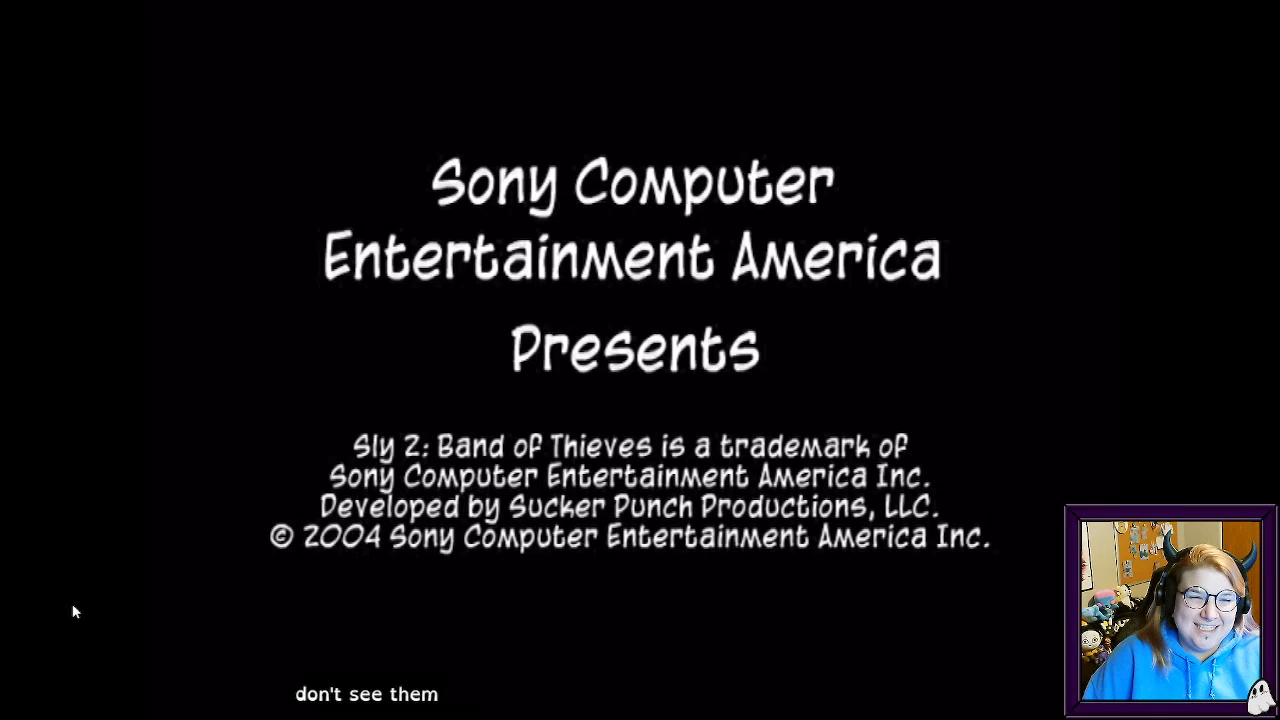 Sony Computer
Entertainment America
Presents
Sly 2: Band of Thieves is a trademark of
Sony Computer Entertainment America Inc.
Developed by Sucker Punch Productions, LLC.
© 2004 Sony Computer Entertainment America Inc.
don't see them